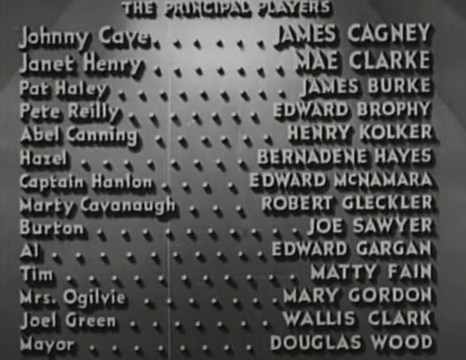 THE PRINCIPAL PLAYERS
Johnny Cave. . . . . . JAMES CAGNEY
Janet Henry . . . . . . MAE CLARKE
Pat Haley . . . . . . . JAMES BURKE
Pete Reilly . . . . . . EDWARD BROPHY
Abel Canning . . . . . . HENRY KOLKER
Hazel . . . . . . . . BERNADENE HAYES
Captain Hanlon . . . . EDWARD McNAMARA
Marty Cavanaugh . . . . ROBERT GLECKLER
Burton . . . . . . . . . JOE SAWYER
Al . . . . . . . . . . EDWARD GARGAN
Tim . . . . . . . . . . MATTY FAIN
Mrs. Ogilvie . . . . . . MARY GORDON
Joel Green . . . . . . . WALLIS CLARK
Mayor . . . . . . . . DOUGLAS WOOD